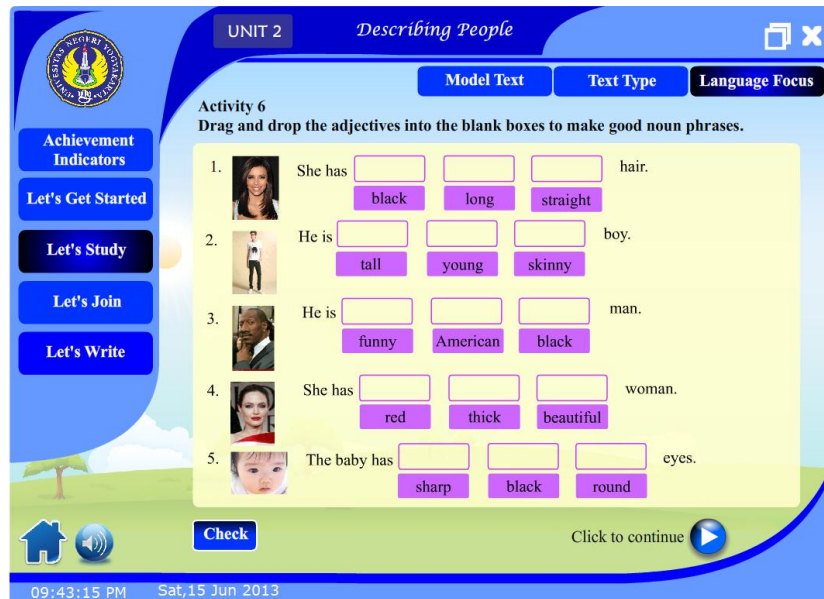 UNIVERSITAS NEGERI YOGYAKARTA
UNIT 2
Describing People
Model Text
Text Type
Language Focus
Achievement
Indicators
Let's Get Started
Let's Study
Let's Join
Let's Write
Activity 6
Drag and drop the adjectives into the blank boxes to make good noun phrases.
1. She has hair.
black long straight
2. He is boy.
tall young skinny
3. He is man.
funny American black
4. She has woman.
red thick beautiful
5. The baby has eyes.
sharp black round
Check
Click to continue
09:43:15 PM Sat,15 Jun 2013